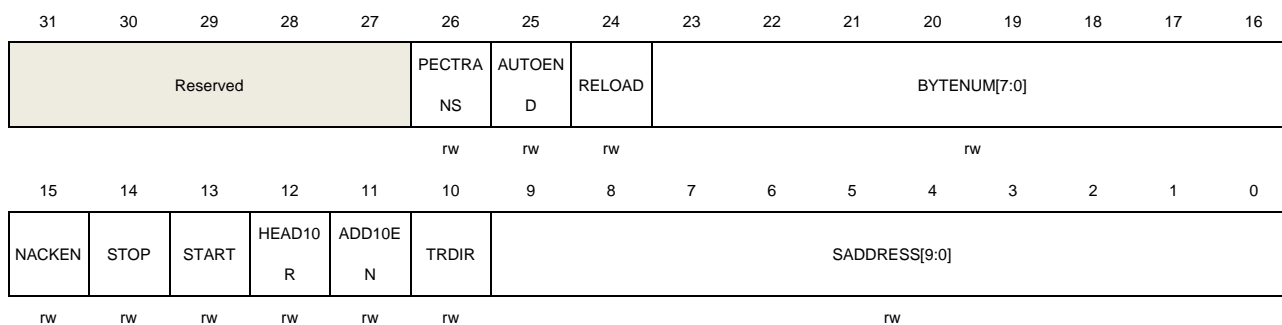 31 30 29 28 27 26 25 24 23 22 21 20 19 18 17 16
Reserved PECTRA AUTOEN RELOAD BYTENUM[7:0]
NS D
rw rw rw rw
15 14 13 12 11 10 9 8 7 6 5 4 3 2 1 0
NACKEN STOP START HEAD10 ADD10E TRDIR SADDRESS[9:0]
R N
rw rw rw rw rw rw rw